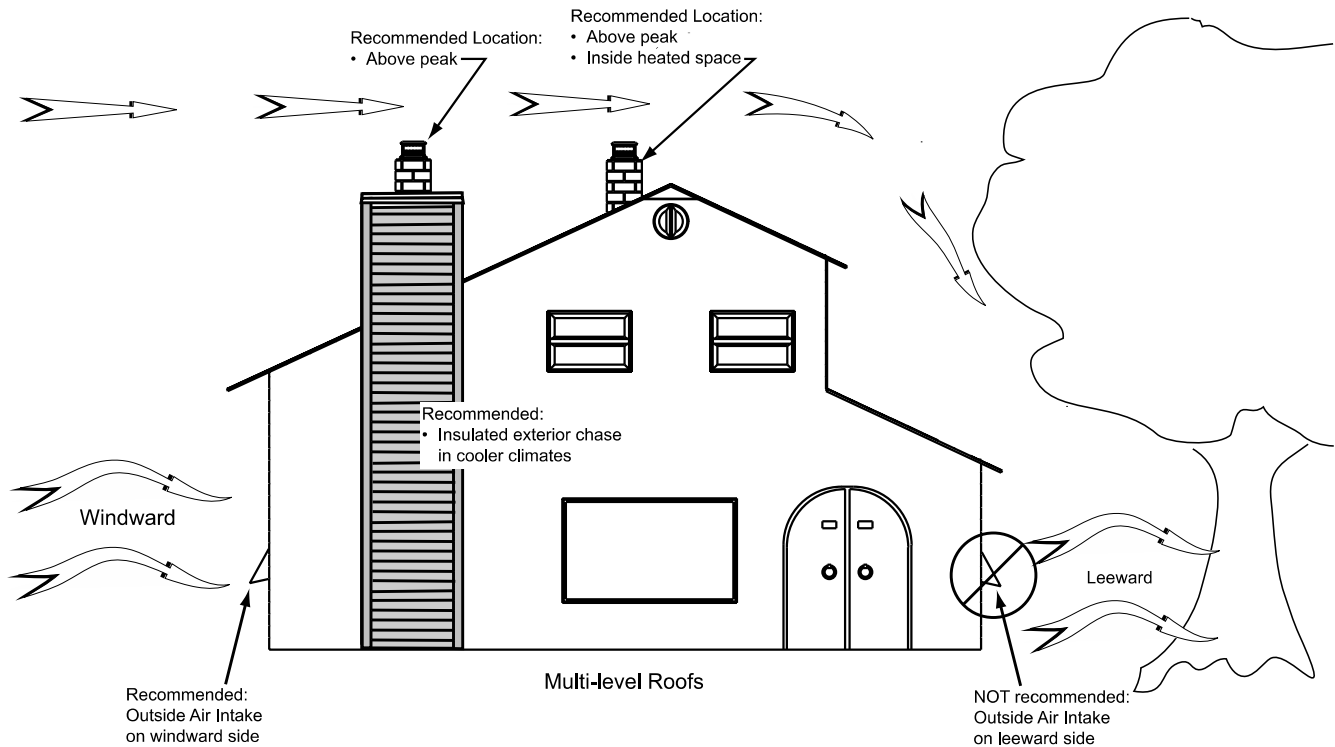 Recommended Location:
• Above peak
Recommended Location:
• Above peak
• Inside heated space
Recommended:
• Insulated exterior chase
in cooler climates
Windward
Leeward
Recommended:
Outside Air Intake
on windward side
Multi-level Roofs
NOT recommended:
Outside Air Intake
on leeward side